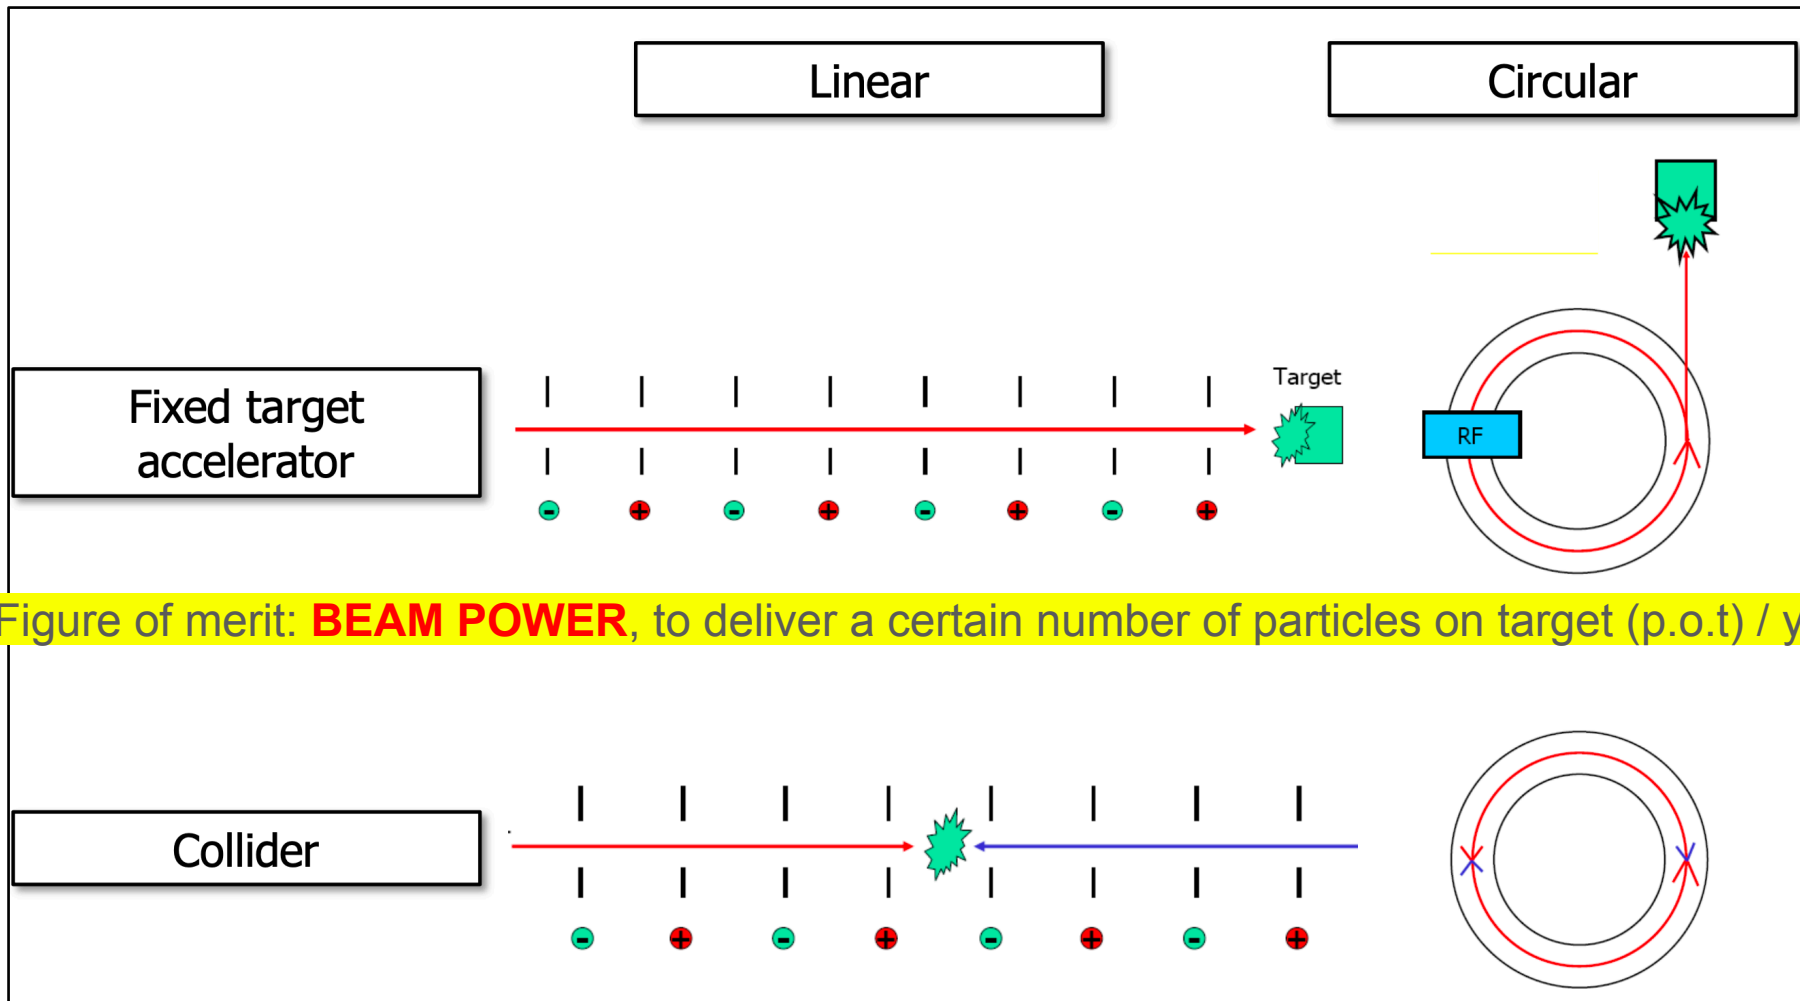 Linear
Circular
Fixed target
accelerator
Target
RF
- + - + - + - +
Figure of merit: BEAM POWER, to deliver a certain number of particles on target (p.o.t) / y
Collider
- + - + - + - +